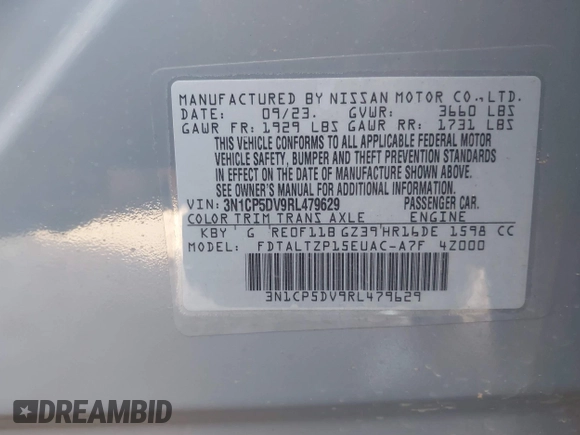 MANUFACTURED BY NISSAN MOTOR CO., LTD.
DATE: 09/23. GVWR: 3660 LBS
GAWR FR: 1929 LBS GAWR RR: 1731 LBS
THIS VEHICLE CONFORMS TO ALL APPLICABLE FEDERAL MOTOR
VEHICLE SAFETY, BUMPER AND THEFT PREVENTION STANDARDS
IN EFFECT ON THE DATE OF MANUFACTURE SHOWN ABOVE.
SEE OWNER'S MANUAL FOR ADDITIONAL INFORMATION.
VIN: 3N1CP5DV9RL479629 PASSENGER CAR.
COLOR TRIM TRANS AXLE ENGINE
KBY G RE0F11B GZ39 HR16DE 1598 CC
MODEL: FDTALTZP15EUAC-A7F 4Z000
3N1CP5DV9RL479629
DREAMBID